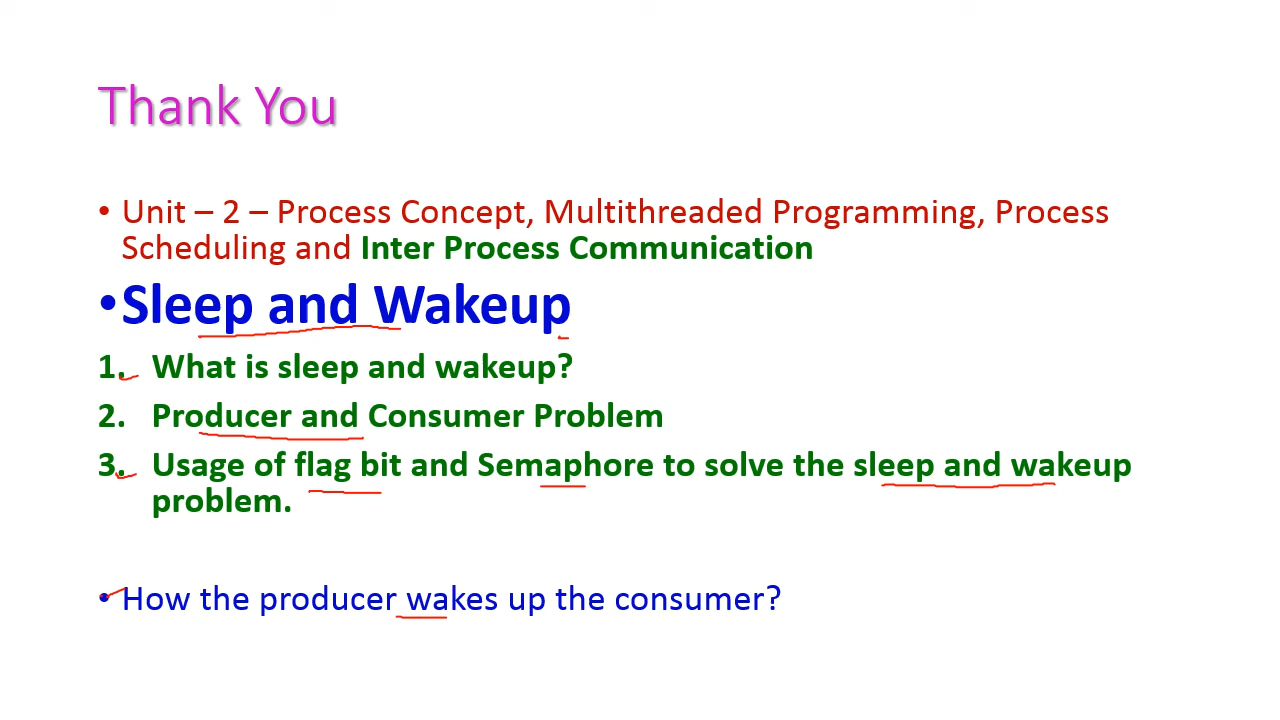 Thank You
• Unit – 2 – Process Concept, Multithreaded Programming, Process
Scheduling and Inter Process Communication
•Sleep and Wakeup
1. What is sleep and wakeup?
2. Producer and Consumer Problem
3. Usage of flag bit and Semaphore to solve the sleep and wakeup
problem.
• How the producer wakes up the consumer?